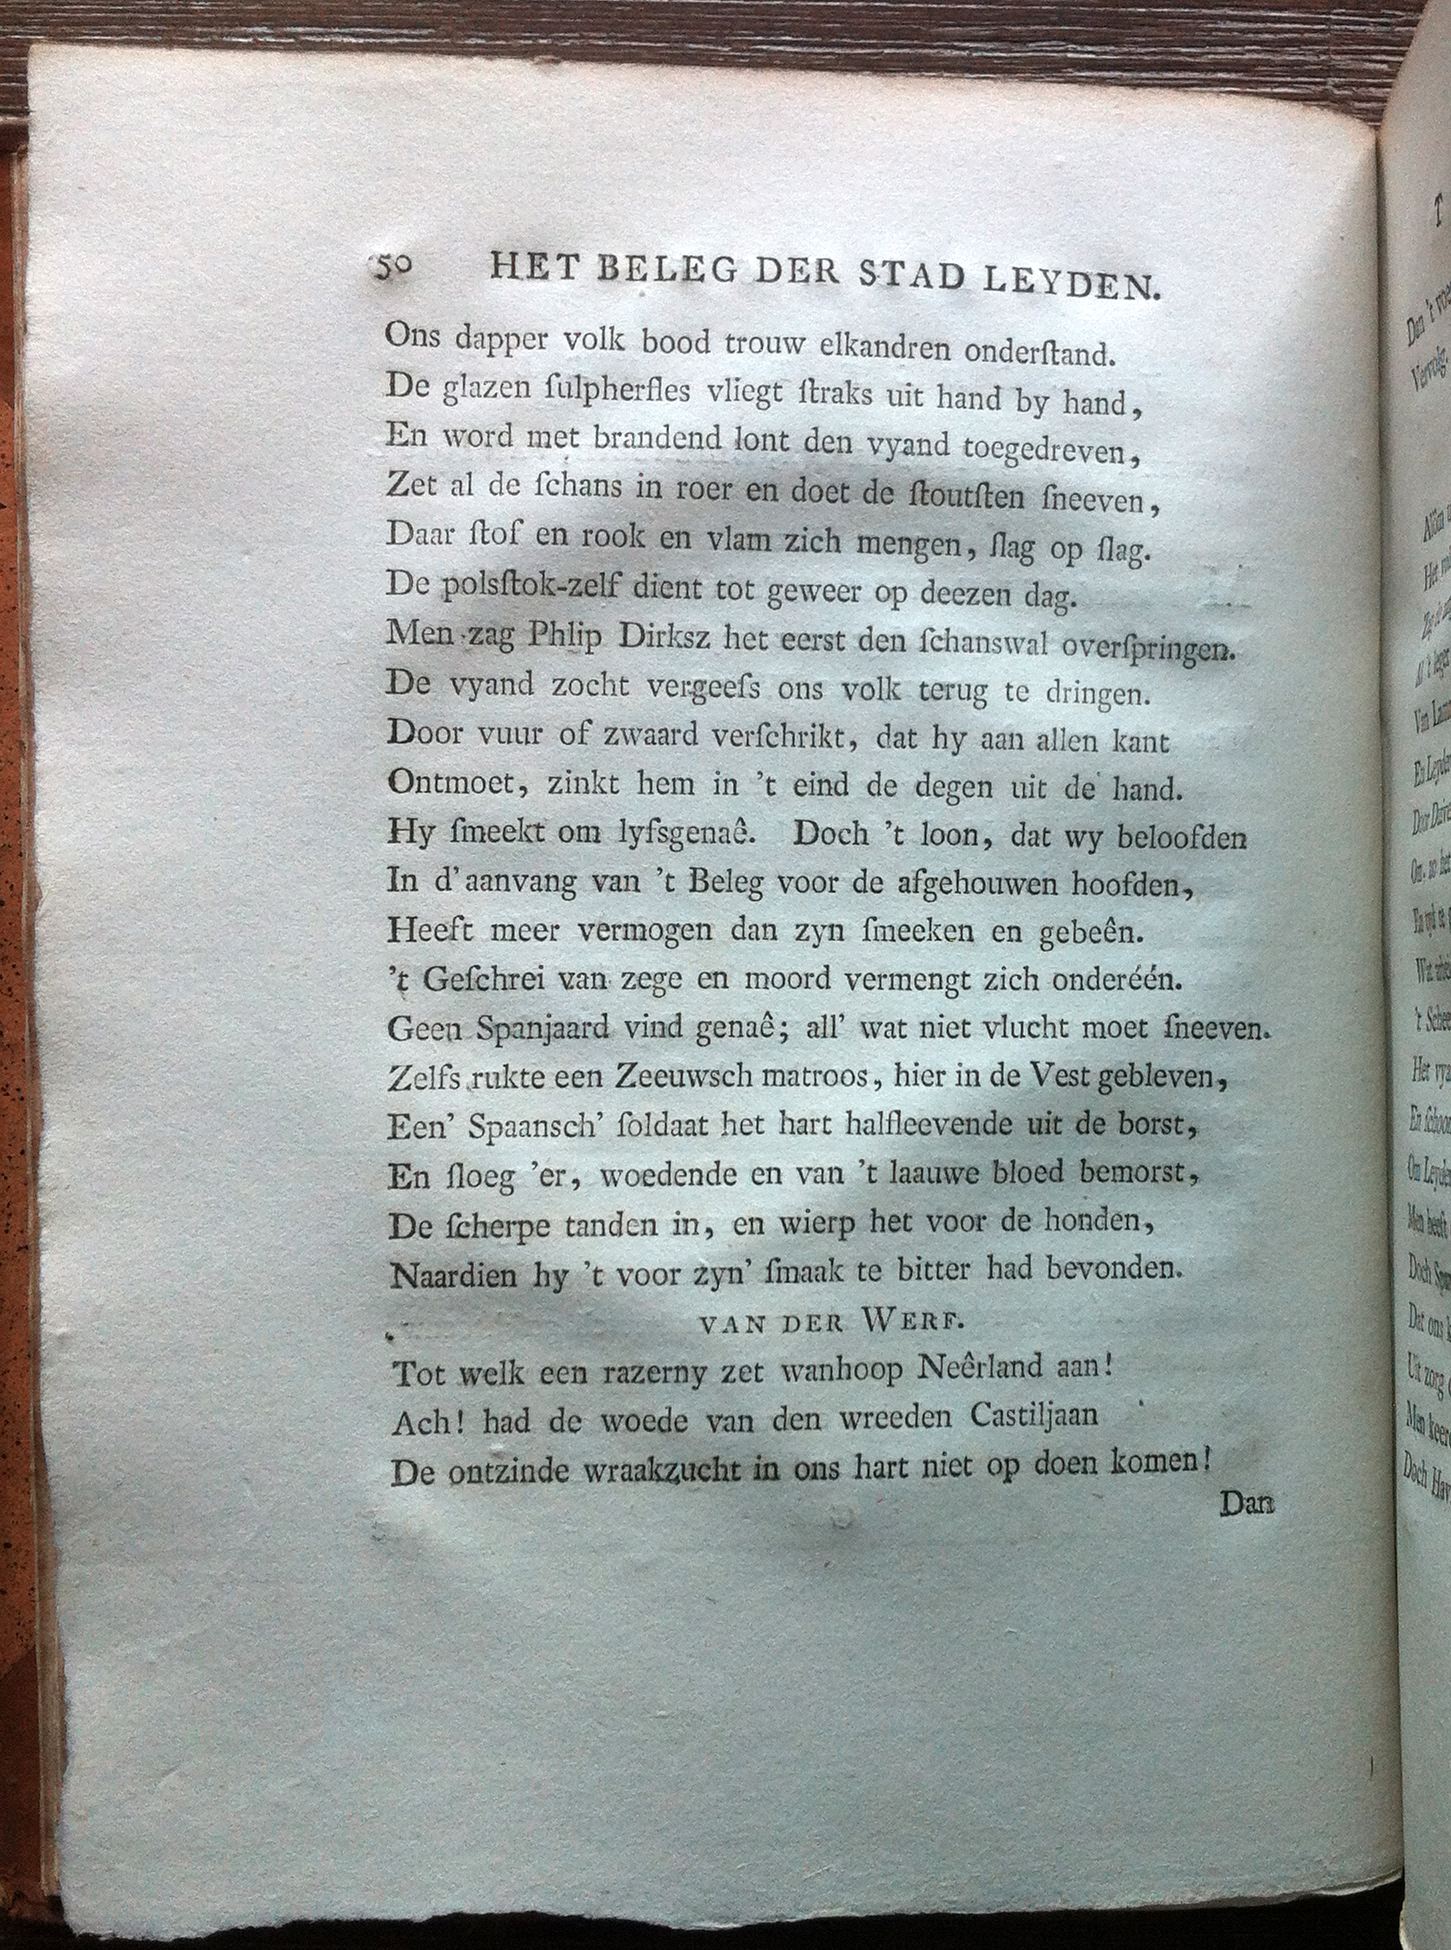 50 HET BELEG DER STAD LEYDEN.
Ons dapper volk bood trouw elkandren onderſtand.
De glazen ſulpherfles vliegt ſtraks uit hand by hand,
En word met brandend lont den vyand toegedreven,
Zet al de ſchans in roer en doet de ſtoutſten ſneeven,
Daar ſtof en rook en vlam zich mengen, ſlag op ſlag.
De polsſtok-zelf dient tot geweer op deezen dag.
Men zag Phlip Dirksz het eerst den ſchanswal overſpringen.
De vyand zocht vergeefs ons volk terug te dringen.
Door vuur of zwaard verſchrikt, dat hy aan allen kant
Ontmoet, zinkt hem in 't eind de degen uit de hand.
Hy ſmeekt om lyfsgenaê. Doch 't loon, dat wy beloofden
In d'aanvang van 't Beleg voor de afgehouwen hoofden,
Heeft meer vermogen dan zyn ſmeeken en gebeên.
't Geſchrei van zege en moord vermengt zich onderéén.
Geen Spanjaard vind genaê; all' wat niet vlucht moet ſneeven.
Zelfs rukte een Zeeuwsch matroos, hier in de Vest gebleven,
Een' Spaansch' ſoldaat het hart halfleevende uit de borst,
En ſloeg 'er, woedende en van 't laauwe bloed bemorst,
De ſcherpe tanden in, en wierp het voor de honden,
Naardien hy 't voor zyn' ſmaak te bitter had bevonden.
VAN DER WERF.
Tot welk een razerny zet wanhoop Neêrland aan!
Ach! had de woede van den wreeden Castiljaan
De ontzinde wraakzucht in ons hart niet op doen komen!
Dan